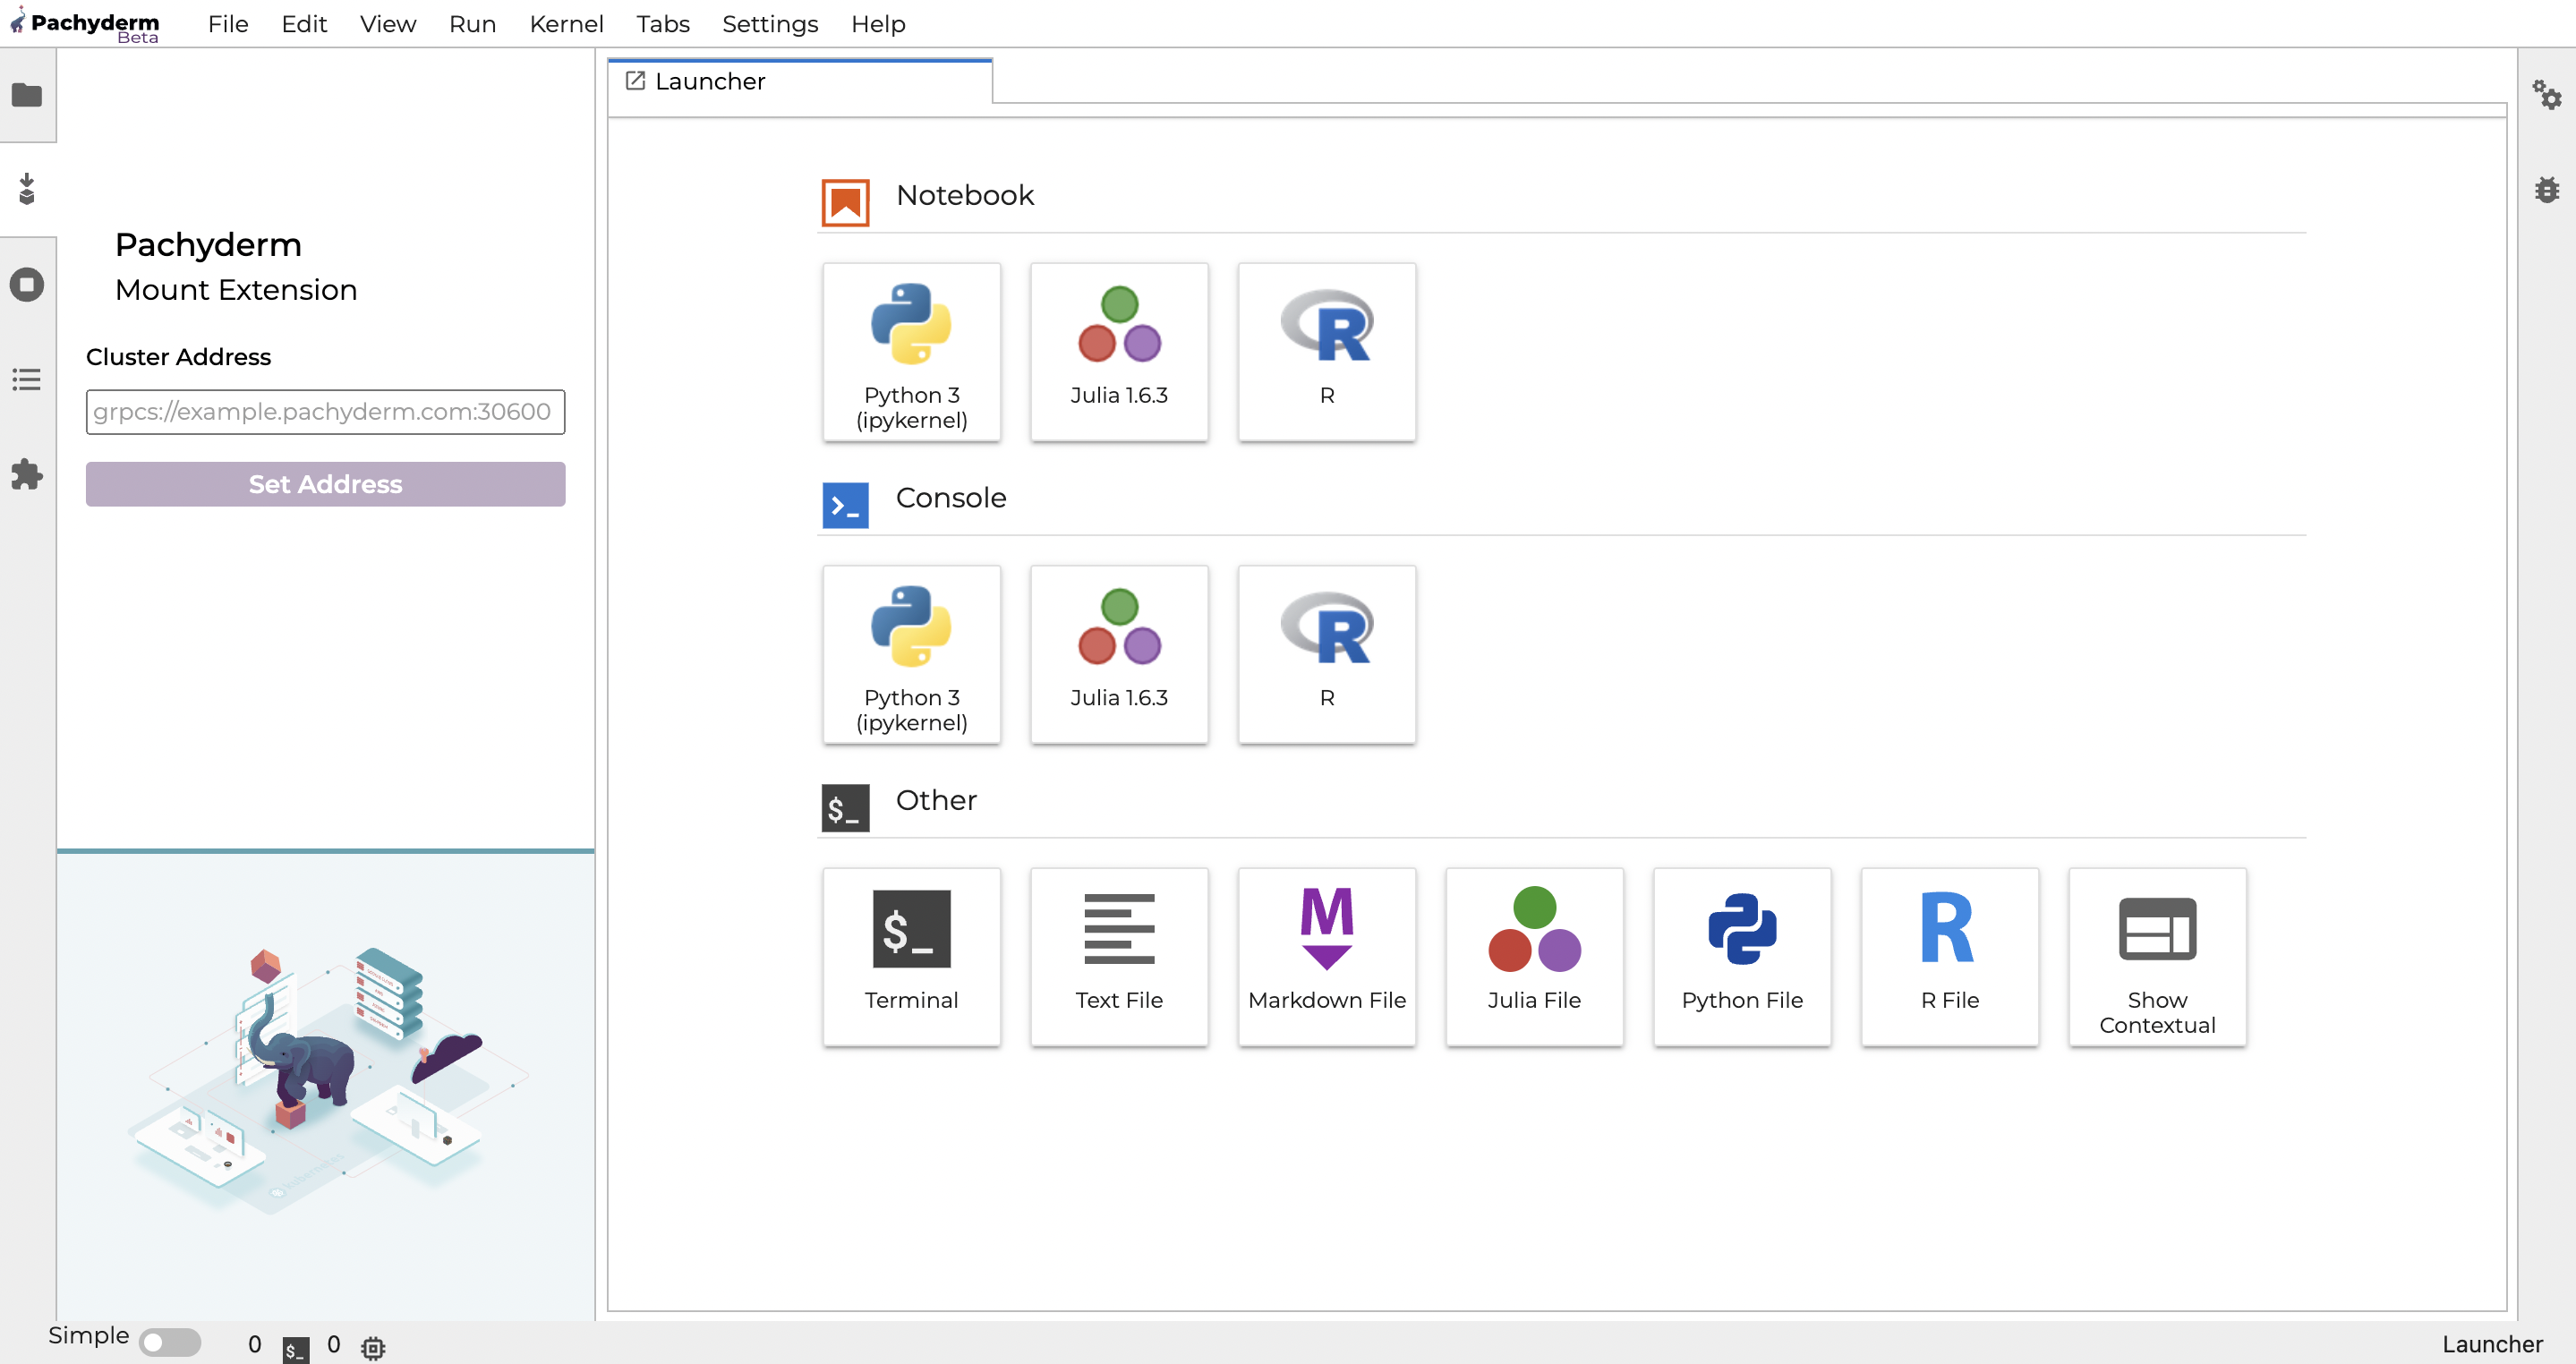 Pachyderm
Beta
File Edit View Run Kernel Tabs Settings Help
Pachyderm
Mount Extension
Cluster Address
grpcs://example.pachyderm.com:30600
Set Address
Launcher
Notebook
Python 3
(ipykernel)
Julia 1.6.3
R
Console
Python 3
(ipykernel)
Julia 1.6.3
R
$_
Other
$_
Terminal
Text File
M
Markdown File
Julia File
Python File
R
R File
Show
Contextual
kubernetes
Simple
0
$_
0
Launcher